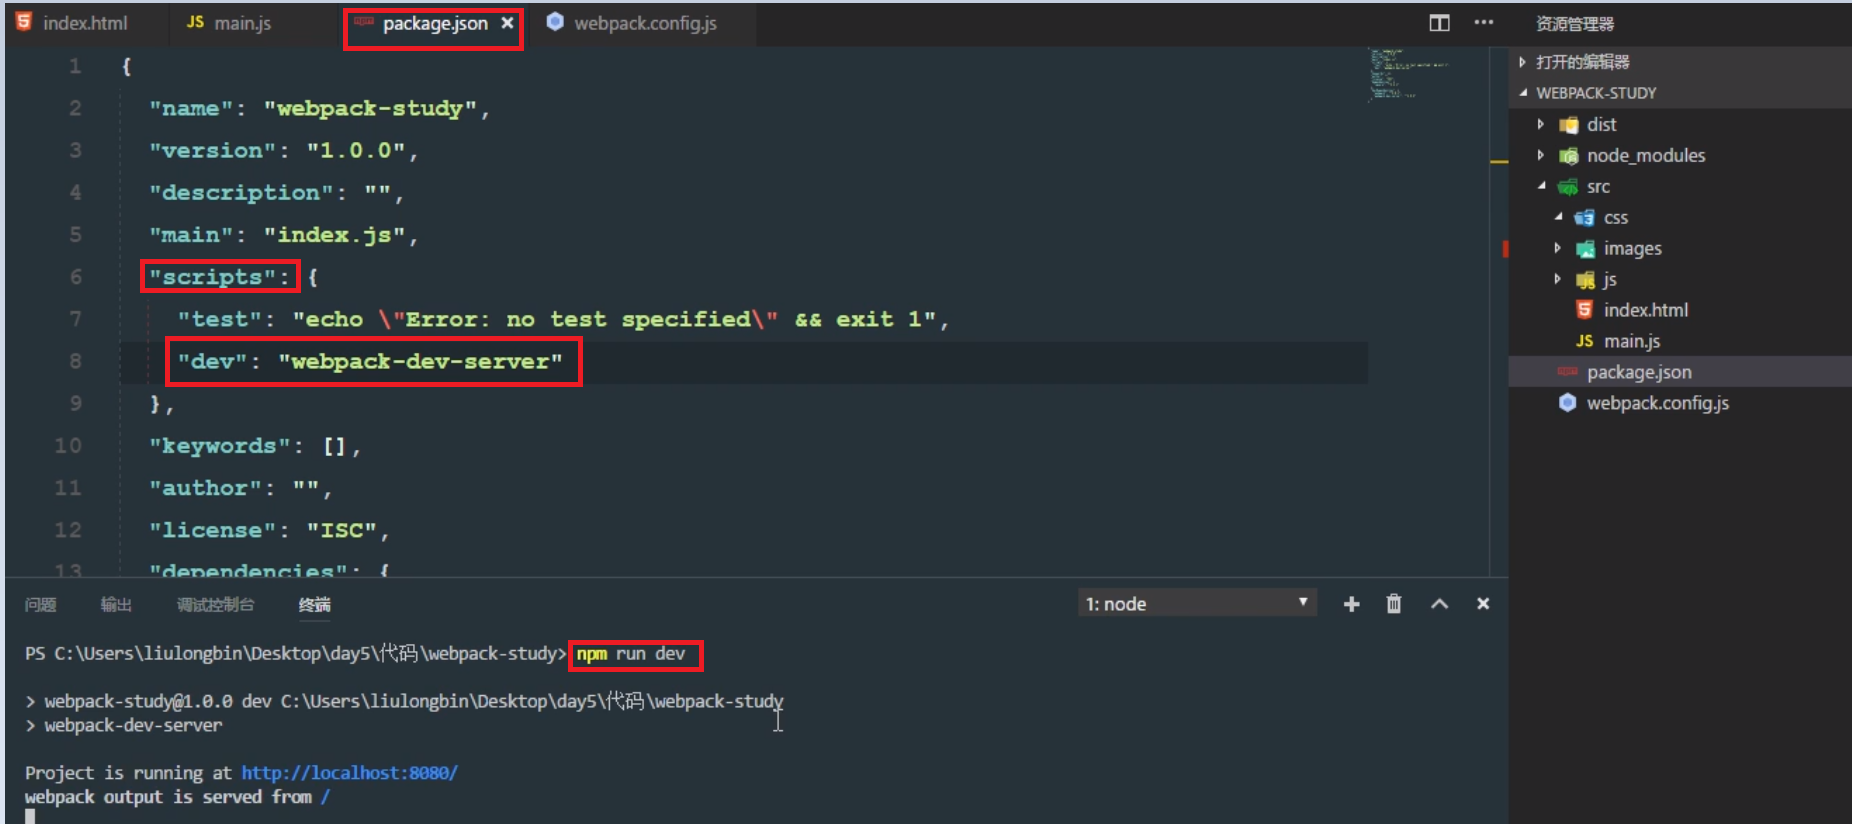 index.html
JS main.js
package.json ×
webpack.config.js
资源管理器
打开的编辑器
WEBPACK-STUDY
dist
node_modules
src
css
images
js
index.html
JS main.js
package.json
webpack.config.js
1 {
2 "name": "webpack-study",
3 "version": "1.0.0",
4 "description": "",
5 "main": "index.js",
6 "scripts": {
7 "test": "echo \"Error: no test specified\" && exit 1",
8 "dev": "webpack-dev-server"
9 },
10 "keywords": [],
11 "author": "",
12 "license": "ISC",
13 "dependencies": {
问题 输出 调试控制台 终端
1: node
PS C:\Users\liulongbin\Desktop\day5\代码\webpack-study> npm run dev
> webpack-study@1.0.0 dev C:\Users\liulongbin\Desktop\day5\代码\webpack-study
> webpack-dev-server
Project is running at http://localhost:8080/
webpack output is served from /